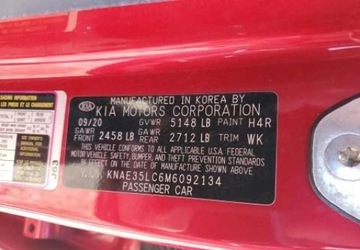 MANUFACTURED IN KOREA BY
KIA KIA MOTORS CORPORATION
09/20 GVWR 5148 LB PAINT H4R
GAWR GAWR
FRONT 2458 LB REAR 2712 LB TRIM WK
THIS VEHICLE CONFORMS TO ALL APPLICABLE
FEDERAL MOTOR VEHICLE SAFETY, BUMPER, AND
THEFT PREVENTION STANDARDS IN EFFECT ON
THE DATE OF MANUFACTURE SHOWN ABOVE.
V.I.N. KNAE35LC6M6092134
PASSENGER CAR
J663